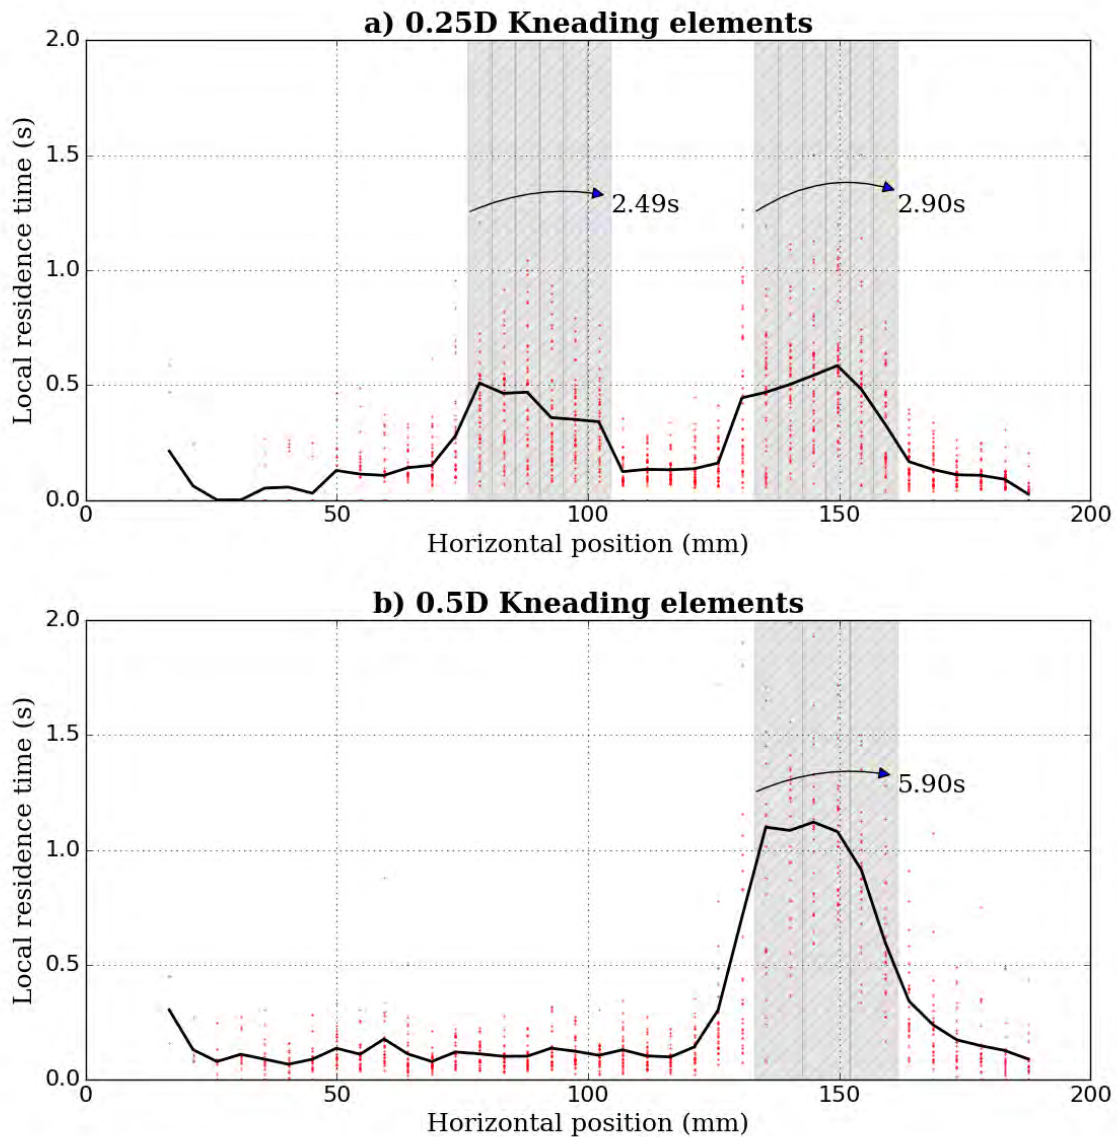 a) 0.25D Kneading elements
2.0
1.5
1.0
0.5
0.0
Local residence time (s)
2.49s
2.90s
0
50
100
150
200
Horizontal position (mm)
b) 0.5D Kneading elements
2.0
1.5
1.0
0.5
0.0
Local residence time (s)
5.90s
0
50
100
150
200
Horizontal position (mm)